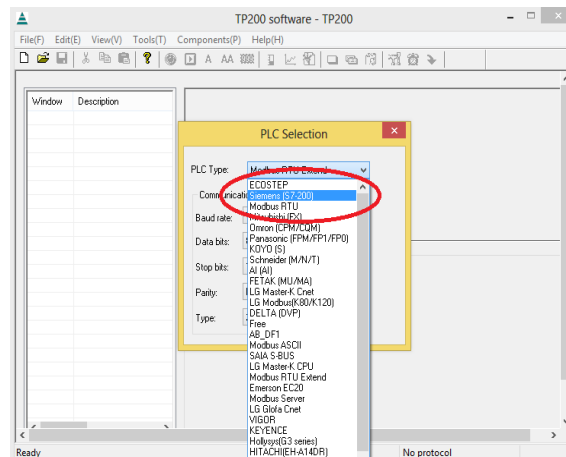 TP200 software - TP200
File(F) Edit(E) View(V) Tools(T) Components(P) Help(H)
A AA
Window Description
PLC Selection
PLC Type: Modbus RTU Extend
ECOSTEP
Siemens (S7-200)
Modbus RTU
Mitsubishi (FX)
Omron (CPM/CQM)
Panasonic (FPM/FP1/FP0)
KOYO (S)
Schneider (M/N/T)
AI (AI)
FETAK (MU/MA)
LG Master-K Cnet
LG Modbus(K80/K120)
DELTA (DVP)
Free
AB_DF1
Modbus ASCII
SAIA S-BUS
LG Master-K CPU
Modbus RTU Extend
Emerson EC20
Modbus Server
LG Glofa Cnet
VIGOR
KEYENCE
Hollysys(G3 series)
HITACHI(EH-A14DR)
Communicati
Baud rate:
Data bits:
Stop bits:
Parity:
Type:
Ready No protocol